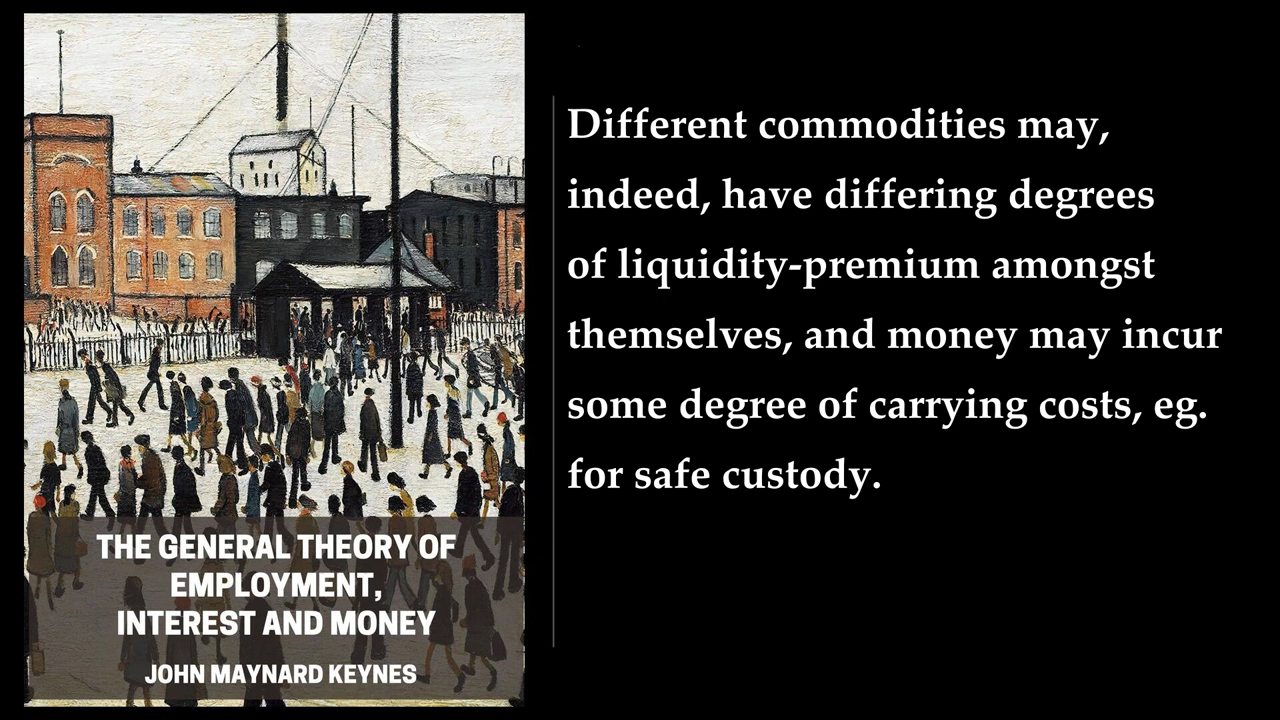 THE GENERAL THEORY OF
EMPLOYMENT,
INTEREST AND MONEY
JOHN MAYNARD KEYNES
Different commodities may,
indeed, have differing degrees
of liquidity-premium amongst
themselves, and money may incur
some degree of carrying costs, eg.
for safe custody.